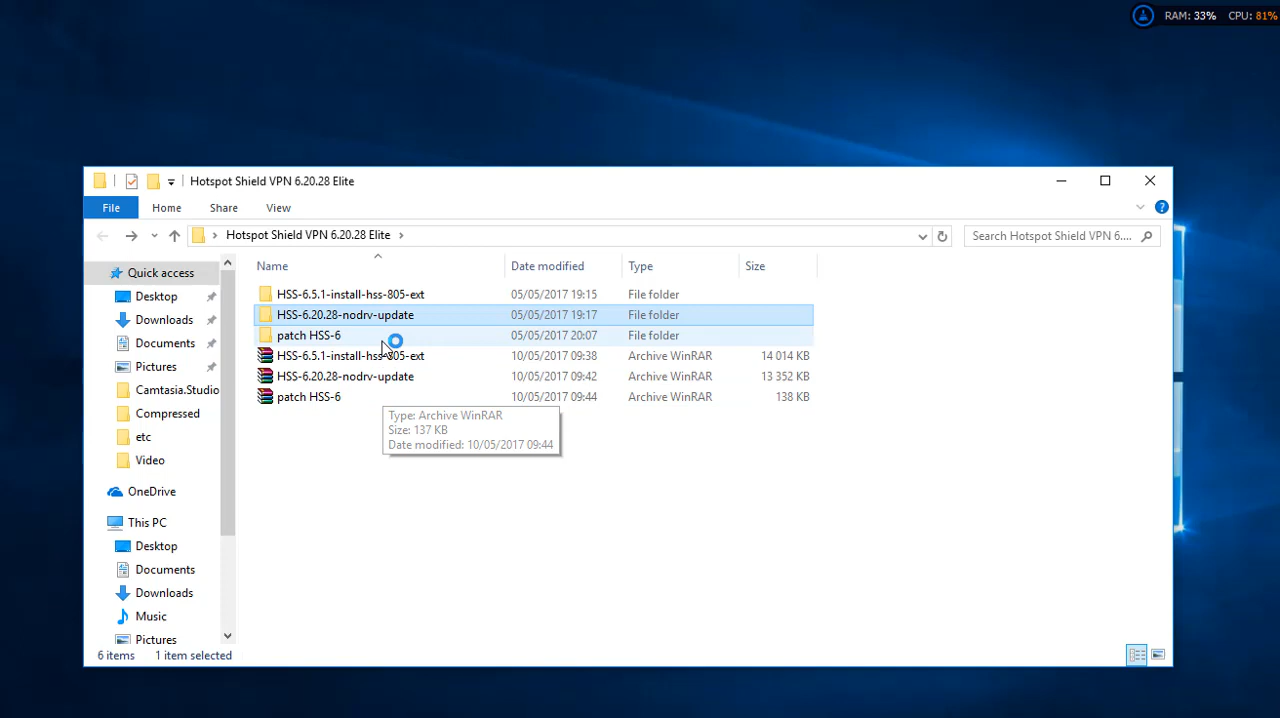 RAM: 33% CPU: 81%
Hotspot Shield VPN 6.20.28 Elite
File Home Share View
Hotspot Shield VPN 6.20.28 Elite
Search Hotspot Shield VPN 6....
Name Date modified Type Size
HSS-6.5.1-install-hss-805-ext 05/05/2017 19:15 File folder
HSS-6.20.28-nodrv-update 05/05/2017 19:17 File folder
patch HSS-6 05/05/2017 20:07 File folder
HSS-6.5.1-install-hss-805-ext 10/05/2017 09:38 Archive WinRAR 14 014 KB
HSS-6.20.28-nodrv-update 10/05/2017 09:42 Archive WinRAR 13 352 KB
patch HSS-6 10/05/2017 09:44 Archive WinRAR 138 KB
Type: Archive WinRAR
Size: 137 KB
Date modified: 10/05/2017 09:44
Quick access
Desktop
Downloads
Documents
Pictures
Camtasia.Studio
Compressed
etc
Video
OneDrive
This PC
Desktop
Documents
Downloads
Music
Pictures
6 items 1 item selected